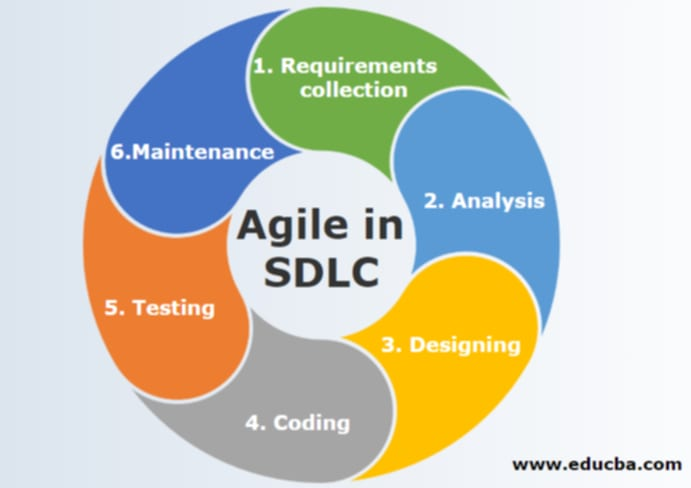 1. Requirements
collection
2. Analysis
3. Designing
4. Coding
5. Testing
6.Maintenance
Agile in
SDLC
www.educba.com